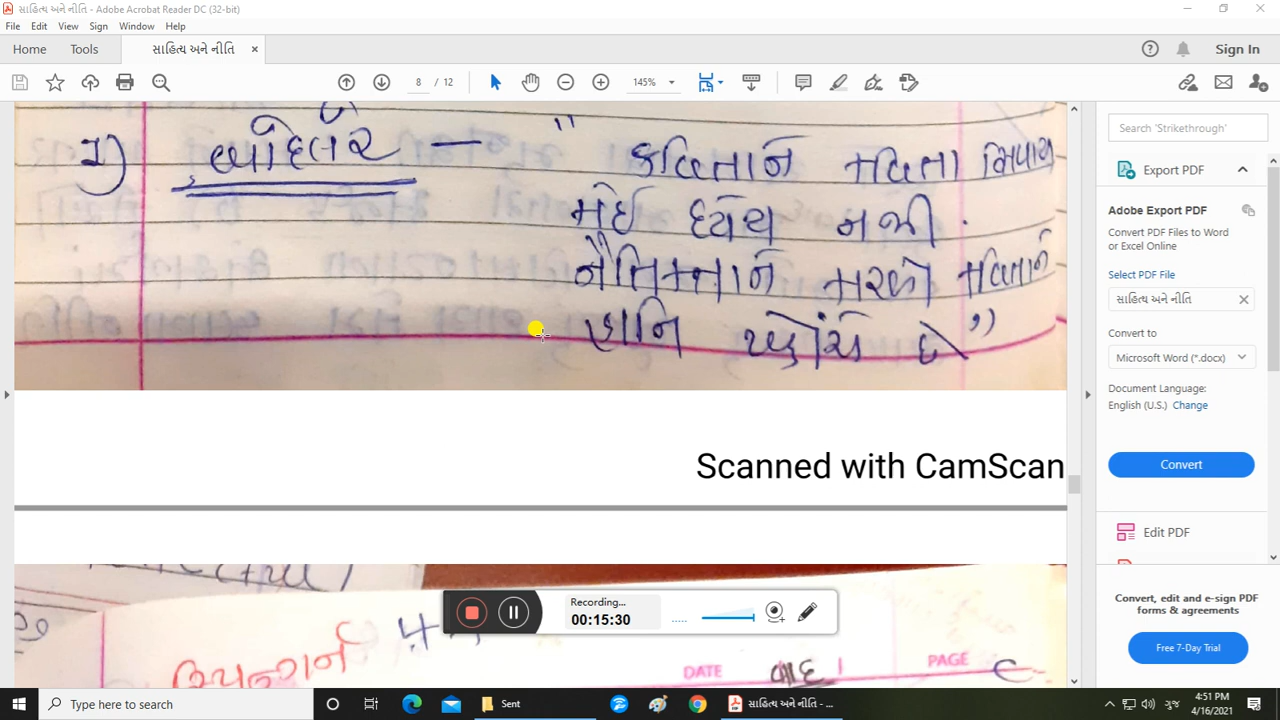 સાહિત્ય અને નીતિ - Adobe Acrobat Reader DC (32-bit)
File Edit View Sign Window Help
Home Tools સાહિત્ય અને નીતિ × Sign In
8 / 12 145%
૨) બોદલેર — " કવિતાને કવિતા સિવાય
કોઈ ધ્યેય નથી.
નૈતિકતાને કારણે કવિતાને
હાનિ પહોંચે છે"
Scanned with CamScan
DATE
PAGE
Recording...
00:15:30
Search 'Strikethrough'
Export PDF
Adobe Export PDF
Convert PDF Files to Word
or Excel Online
Select PDF File
સાહિત્ય અને નીતિ ×
Convert to
Microsoft Word (*.docx)
Document Language:
English (U.S.) Change
Convert
Edit PDF
Convert, edit and e-sign PDF
forms & agreements
Free 7-Day Trial
Type here to search
Sent
સાહિત્ય અને નીતિ - ...
ગુજ
4:51 PM
4/16/2021